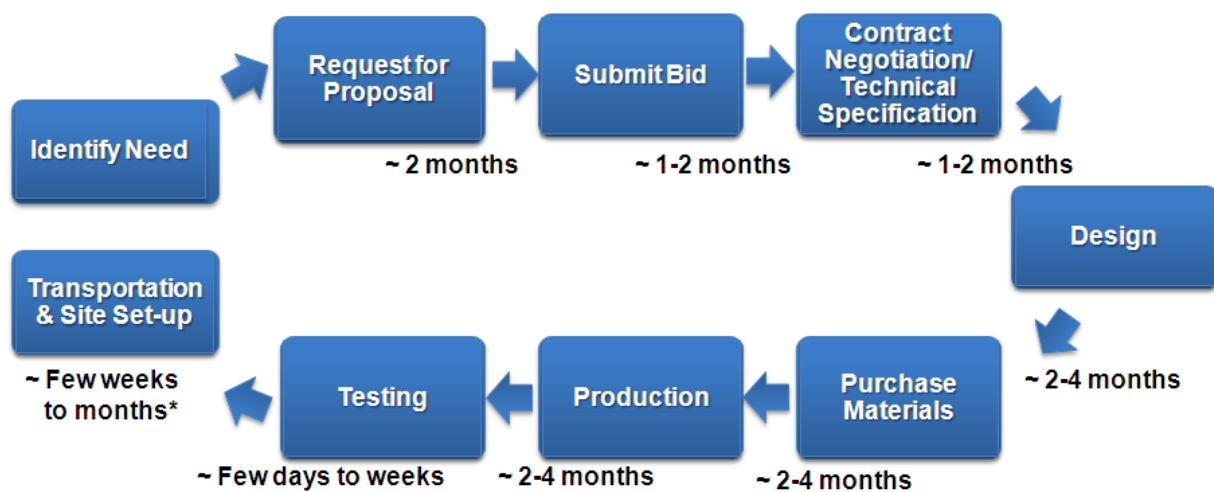 Identify Need
Request for
Proposal
~ 2 months
Submit Bid
~ 1-2 months
Contract
Negotiation/
Technical
Specification
~ 1-2 months
Design
~ 2-4 months
Purchase
Materials
~ 2-4 months
Production
~ 2-4 months
Testing
~ Few days to weeks
Transportation
& Site Set-up
~ Few weeks
to months*